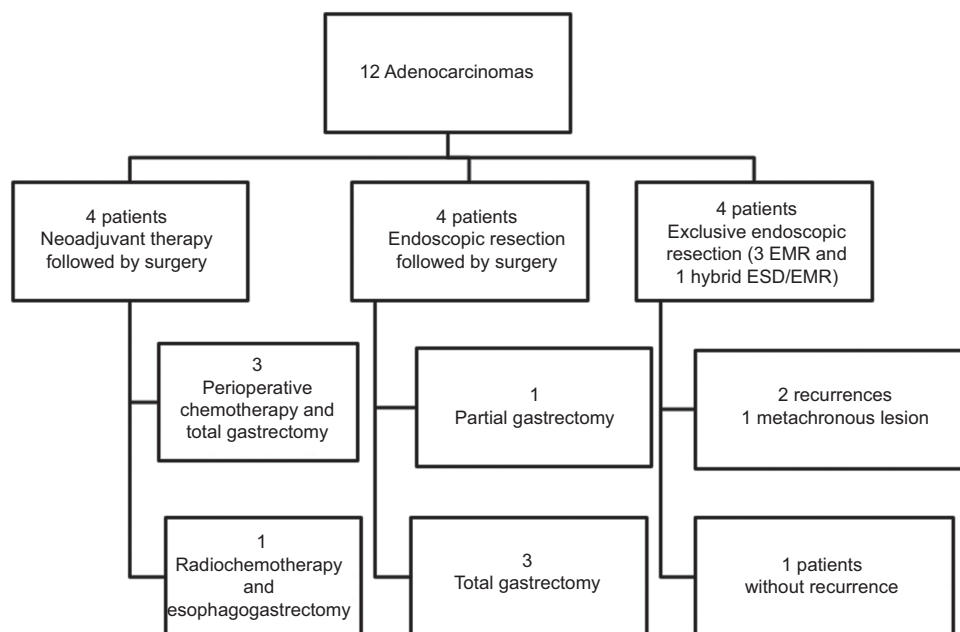 12 Adenocarcinomas
4 patients
Neoadjuvant therapy
followed by surgery
4 patients
Endoscopic resection
followed by surgery
4 patients
Exclusive endoscopic
resection (3 EMR and
1 hybrid ESD/EMR)
3
Perioperative
chemotherapy and
total gastrectomy
1
Partial gastrectomy
2 recurrences
1 metachronous lesion
1
Radiochemotherapy
and
esophagogastrectomy
3
Total gastrectomy
1 patients
without recurrence